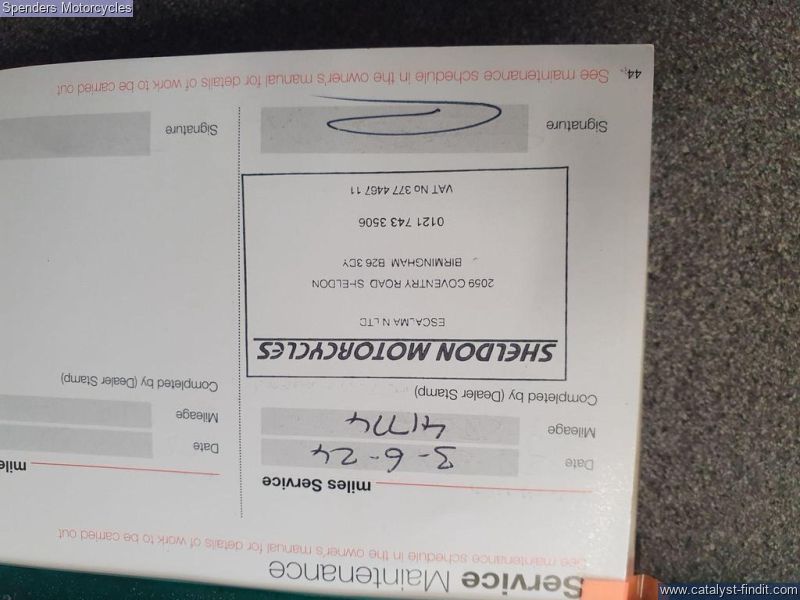 Spenders Motorcycles
Service Maintenance
See maintenance schedule in the owner's manual for details of work to be carried out
miles Service
Date 3-6-24
Mileage 41774
Completed by (Dealer Stamp)
SHELDON MOTORCYCLES
ESCALMAN LTD
2059 COVENTRY ROAD SHELDON
BIRMINGHAM B26 3DY
0121 743 3506
VAT No 377 4467 11
Signature
miles
Date
Mileage
Completed by (Dealer Stamp)
Signature
44. See maintenance schedule in the owner's manual for details of work to be carried out
www.catalyst-findit.com